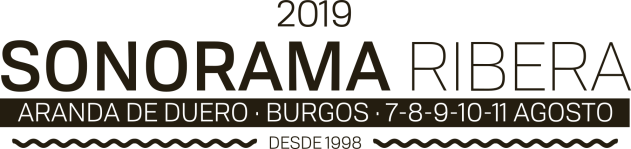 2019
SONORAMA RIBERA
ARANDA DE DUERO · BURGOS · 7-8-9-10-11 AGOSTO
DESDE 1998